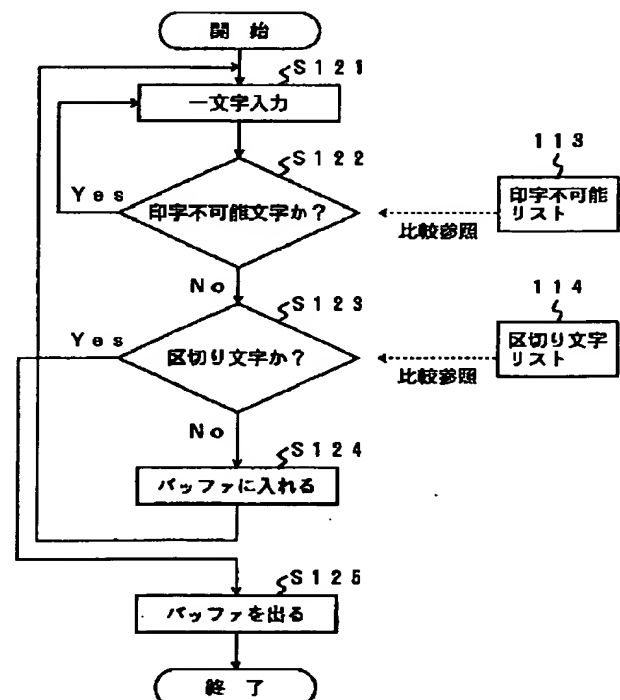 開 始
S121
一文字入力
S122
113
Yes
印字不可能文字か?
印字不可能
リスト
比較参照
No
S123
114
Yes
区切り文字か?
区切り文字
リスト
比較参照
No
S124
バッファに入れる
S125
バッファを出る
終 了